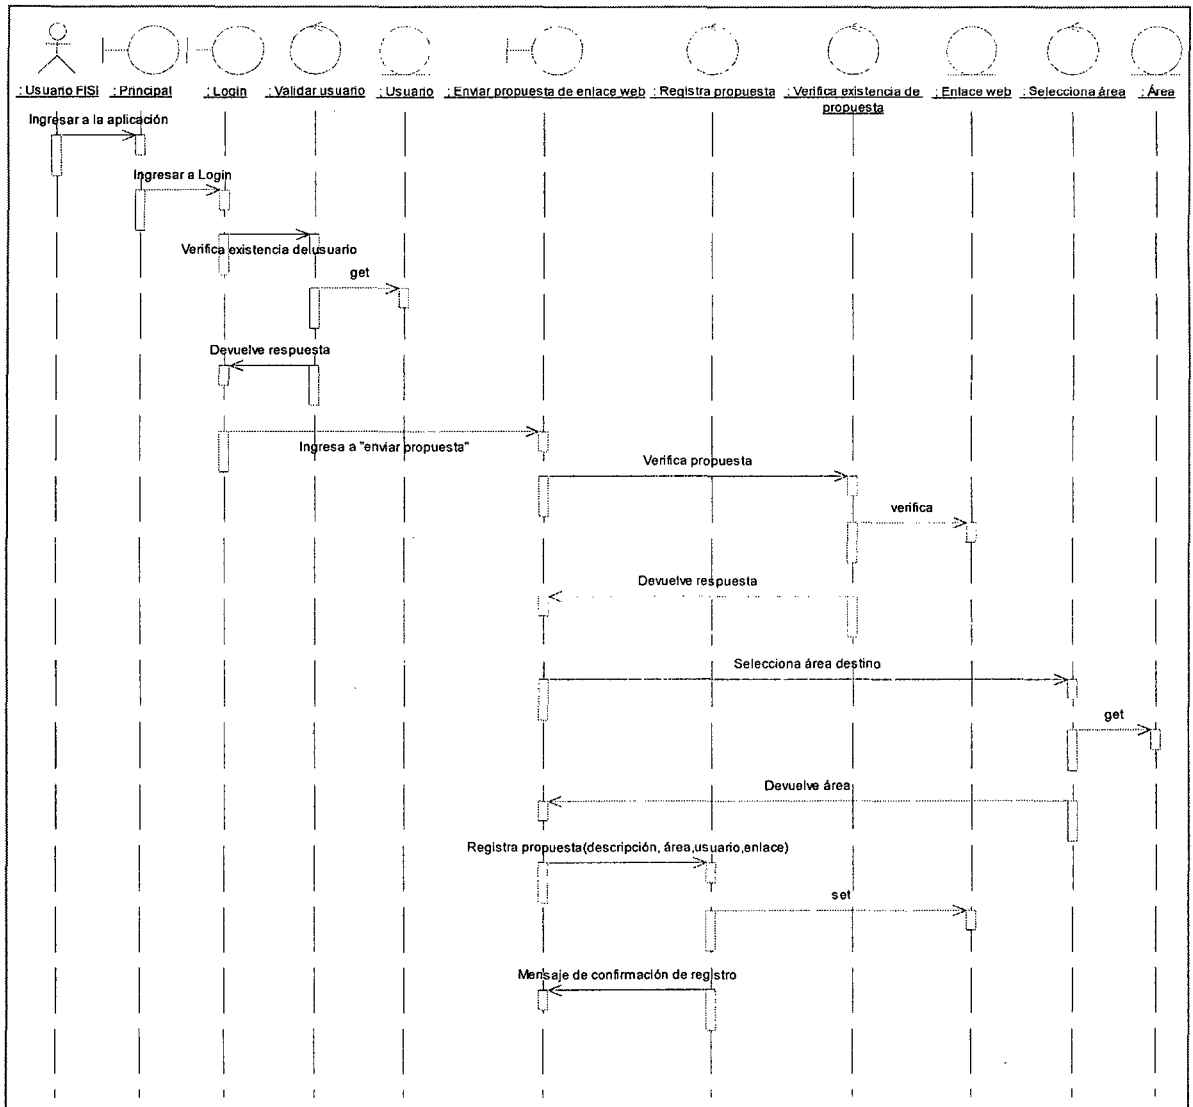 : Usuario FISI : Principal : Login : Validar usuario : Usuario : Enviar propuesta de enlace web : Registra propuesta : Verifica existencia de propuesta : Enlace web : Selecciona área : Área
Ingresar a la aplicación
Ingresar a Login
Verifica existencia de usuario
get
Devuelve respuesta
Ingresa a "enviar propuesta"
Verifica propuesta
verifica
Devuelve respuesta
Selecciona área destino
get
Devuelve área
Registra propuesta(descripción, área,usuario,enlace)
set
Mensaje de confirmación de registro